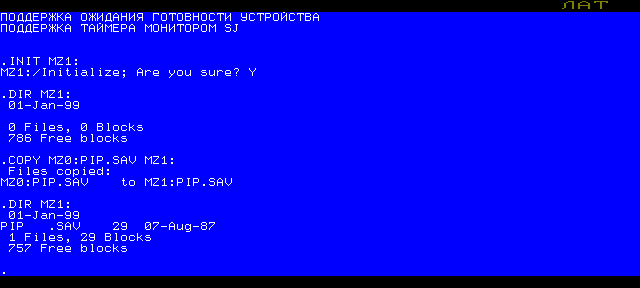 ЛАТ
ПОДДЕРЖКА ОЖИДАНИЯ ГОТОВНОСТИ УСТРОЙСТВА
ПОДДЕРЖКА ТАЙМЕРА МОНИТОРОМ SJ
.INIT MZ1:
MZ1:/Initialize; Are you sure? Y
.DIR MZ1:
01-Jan-99
0 Files, 0 Blocks
786 Free blocks
.COPY MZ0:PIP.SAV MZ1:
Files copied:
MZ0:PIP.SAV    to MZ1:PIP.SAV
.DIR MZ1:
01-Jan-99
PIP   .SAV    29  07-Aug-87
1 Files, 29 Blocks
757 Free blocks
.